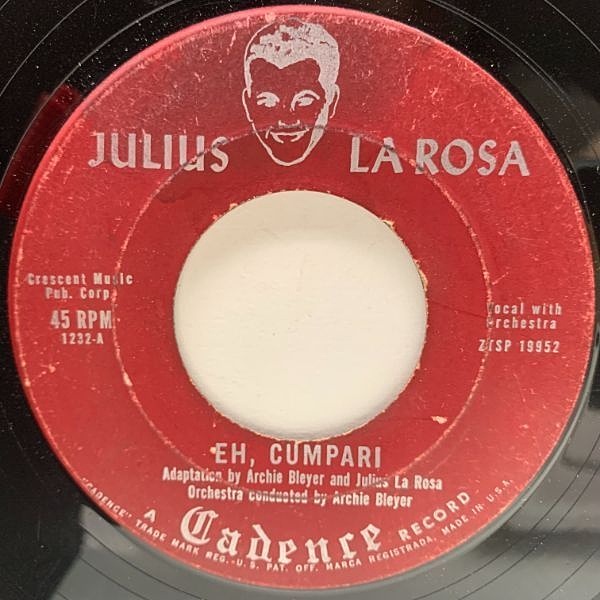 JULIUS LA ROSA
Crescent Music
Pub. Corp.
45 RPM
1232-A
Vocal with
Orchestra
ZTSP 19952
EH, CUMPARI
Adaptation by Archie Bleyer and Julius La Rosa
Orchestra conducted by Archie Bleyer
A Cadence RECORD
"CADENCE" TRADE MARK REG.-U.S. PAT. OFF. MARCA REGISTRADA, MADE IN U.S.A.